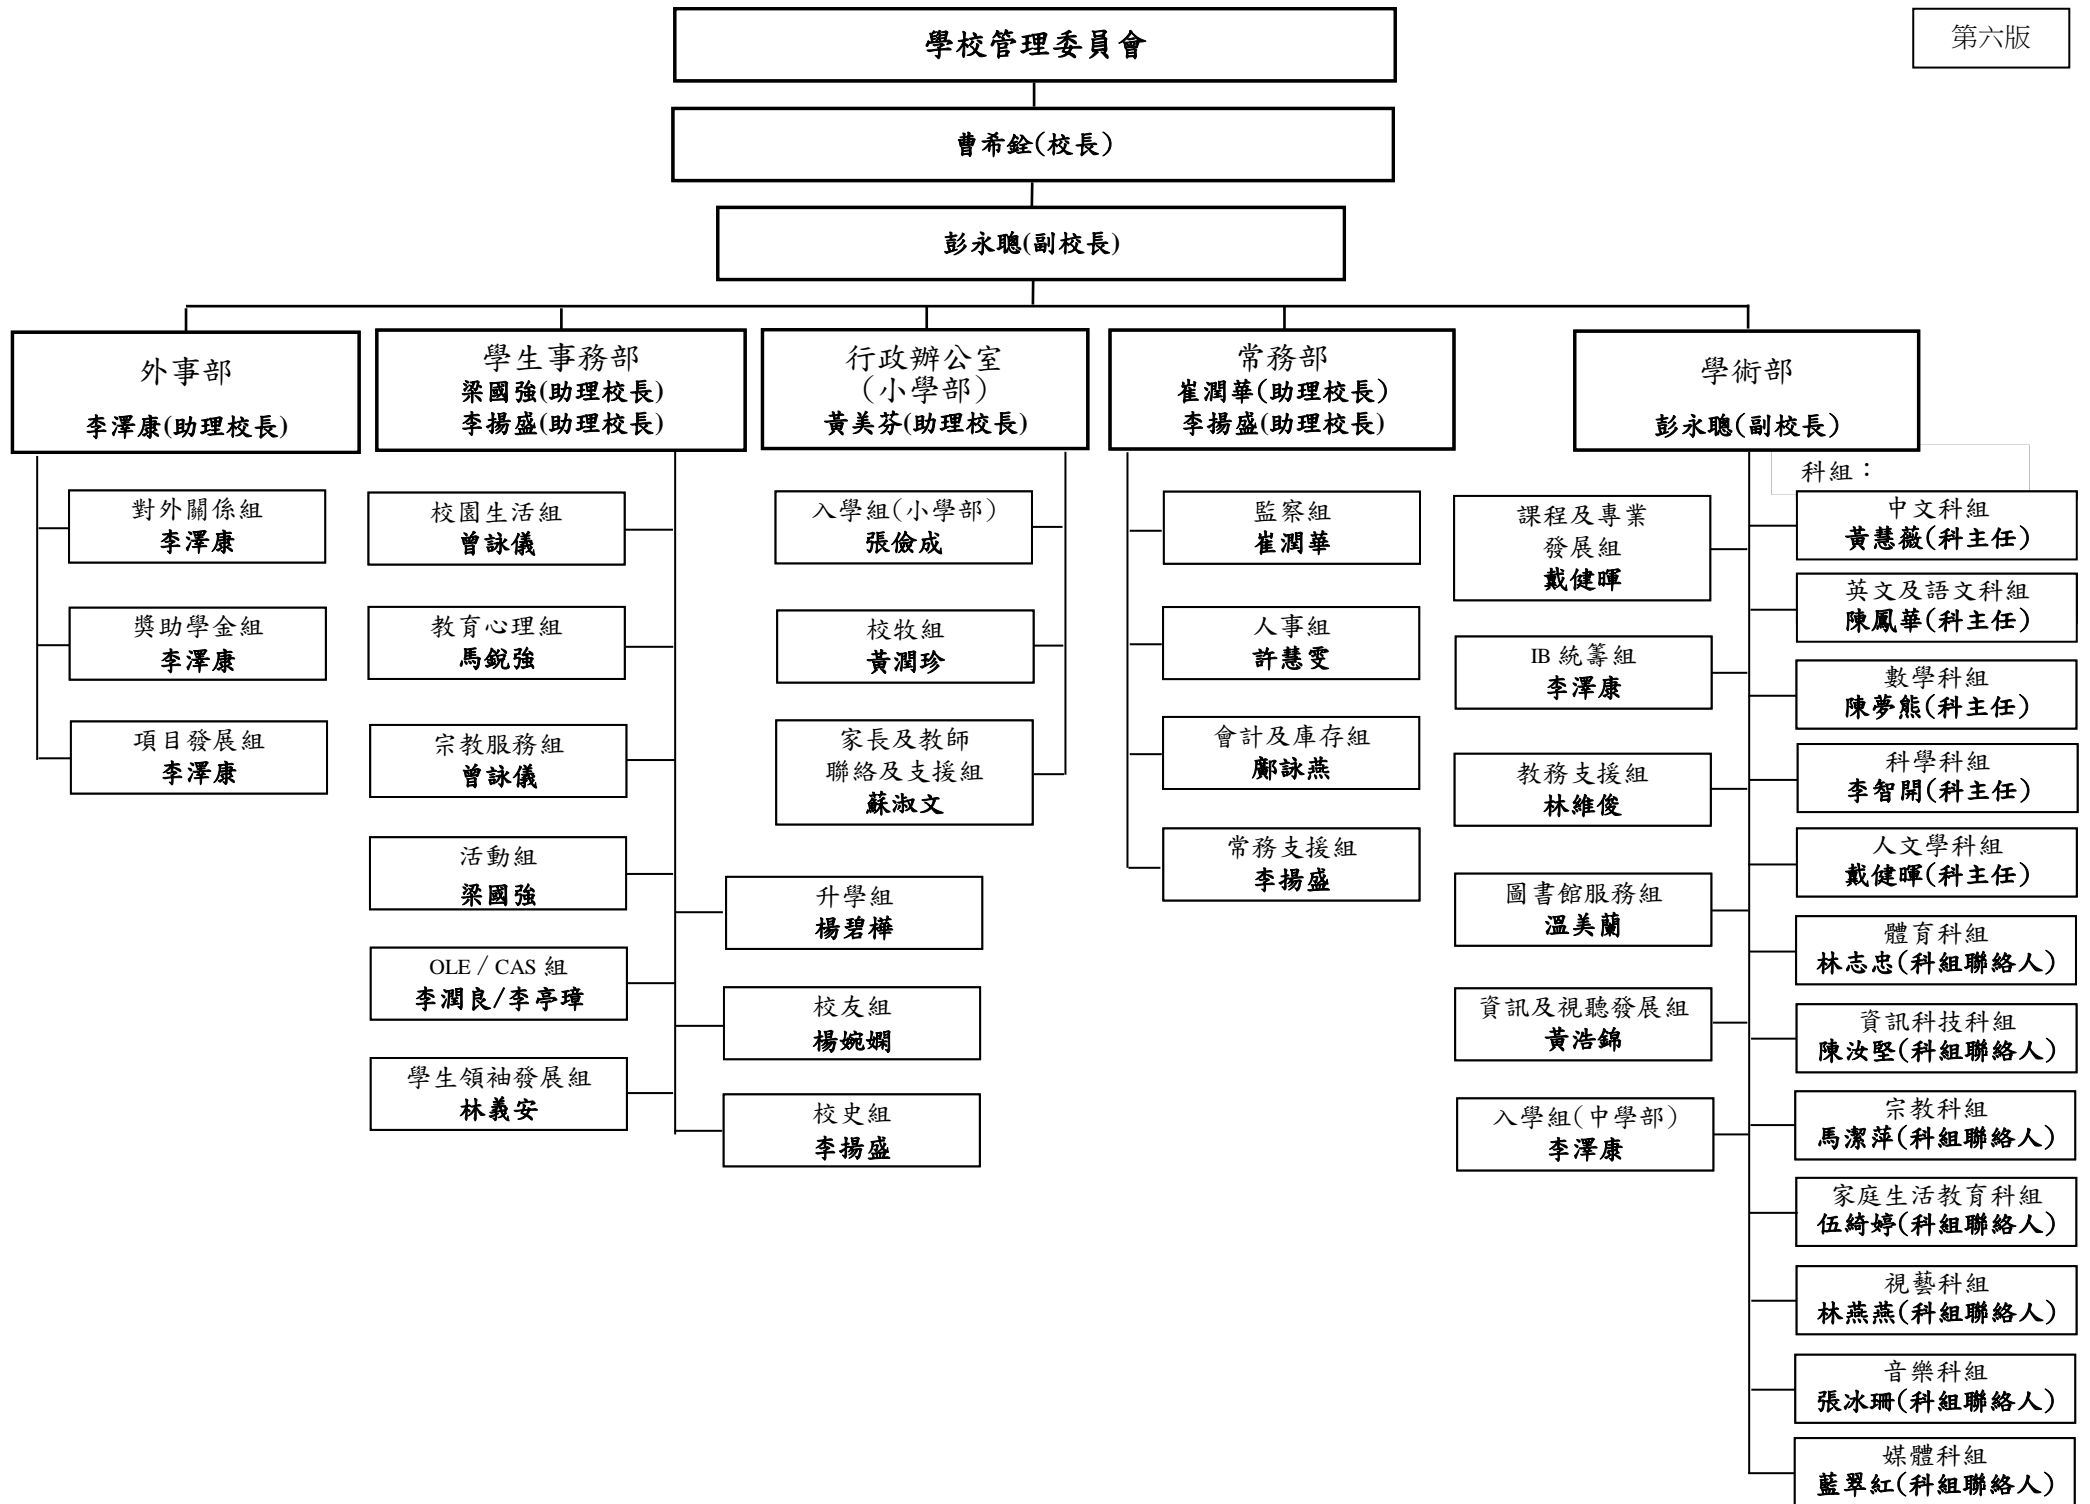 學校管理委員會
第六版
曹希銓(校長)
彭永聰(副校長)
外事部
李澤康(助理校長)
對外關係組
李澤康
獎助學金組
李澤康
項目發展組
李澤康
學生事務部
梁國強(助理校長)
李揚盛(助理校長)
校園生活組
曾詠儀
教育心理組
馬銳強
宗教服務組
曾詠儀
活動組
梁國強
OLE / CAS 組
李潤良/李亭璋
學生領袖發展組
林義安
升學組
楊碧樺
校友組
楊婉嫻
校史組
李揚盛
行政辦公室
(小學部)
黃美芬(助理校長)
入學組(小學部)
張儉成
校牧組
黃潤珍
家長及教師
聯絡及支援組
蘇淑文
常務部
崔潤華(助理校長)
李揚盛(助理校長)
監察組
崔潤華
人事組
許慧雯
會計及庫存組
鄺詠燕
常務支援組
李揚盛
學術部
彭永聰(副校長)
課程及專業
發展組
戴健暉
IB 統籌組
李澤康
教務支援組
林維俊
圖書館服務組
溫美蘭
資訊及視聽發展組
黃浩錦
入學組(中學部)
李澤康
科組：
中文科組
黃慧薇(科主任)
英文及語文科組
陳鳳華(科主任)
數學科組
陳夢熊(科主任)
科學科組
李智開(科主任)
人文學科組
戴健暉(科主任)
體育科組
林志忠(科組聯絡人)
資訊科技科組
陳汝堅(科組聯絡人)
宗教科組
馬潔萍(科組聯絡人)
家庭生活教育科組
伍綺婷(科組聯絡人)
視藝科組
林燕燕(科組聯絡人)
音樂科組
張冰珊(科組聯絡人)
媒體科組
藍翠紅(科組聯絡人)